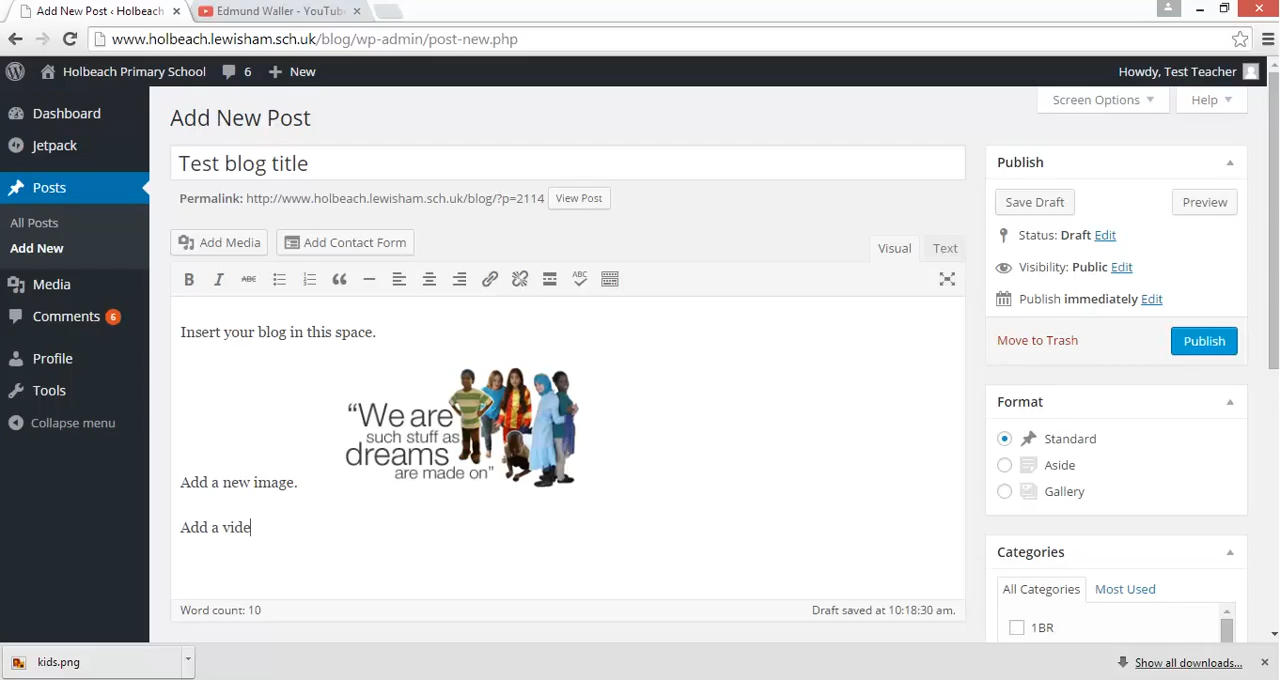 Add New Post ‹ Holbeach
Edmund Waller - YouTub
www.holbeach.lewisham.sch.uk/blog/wp-admin/post-new.php
Holbeach Primary School 6 New Howdy, Test Teacher
Screen Options Help
Dashboard
Jetpack
Posts
All Posts
Add New
Media
Comments 6
Profile
Tools
Collapse menu
Add New Post
Test blog title
Permalink: http://www.holbeach.lewisham.sch.uk/blog/?p=2114 View Post
Add Media Add Contact Form
Visual Text
B I ABC ABC
Insert your blog in this space.
“We are
such stuff as
dreams
are made on”
Add a new image.
Add a vide
Word count: 10 Draft saved at 10:18:30 am.
Publish
Save Draft Preview
Status: Draft Edit
Visibility: Public Edit
Publish immediately Edit
Move to Trash Publish
Format
Standard
Aside
Gallery
Categories
All Categories Most Used
1BR
kids.png
Show all downloads...